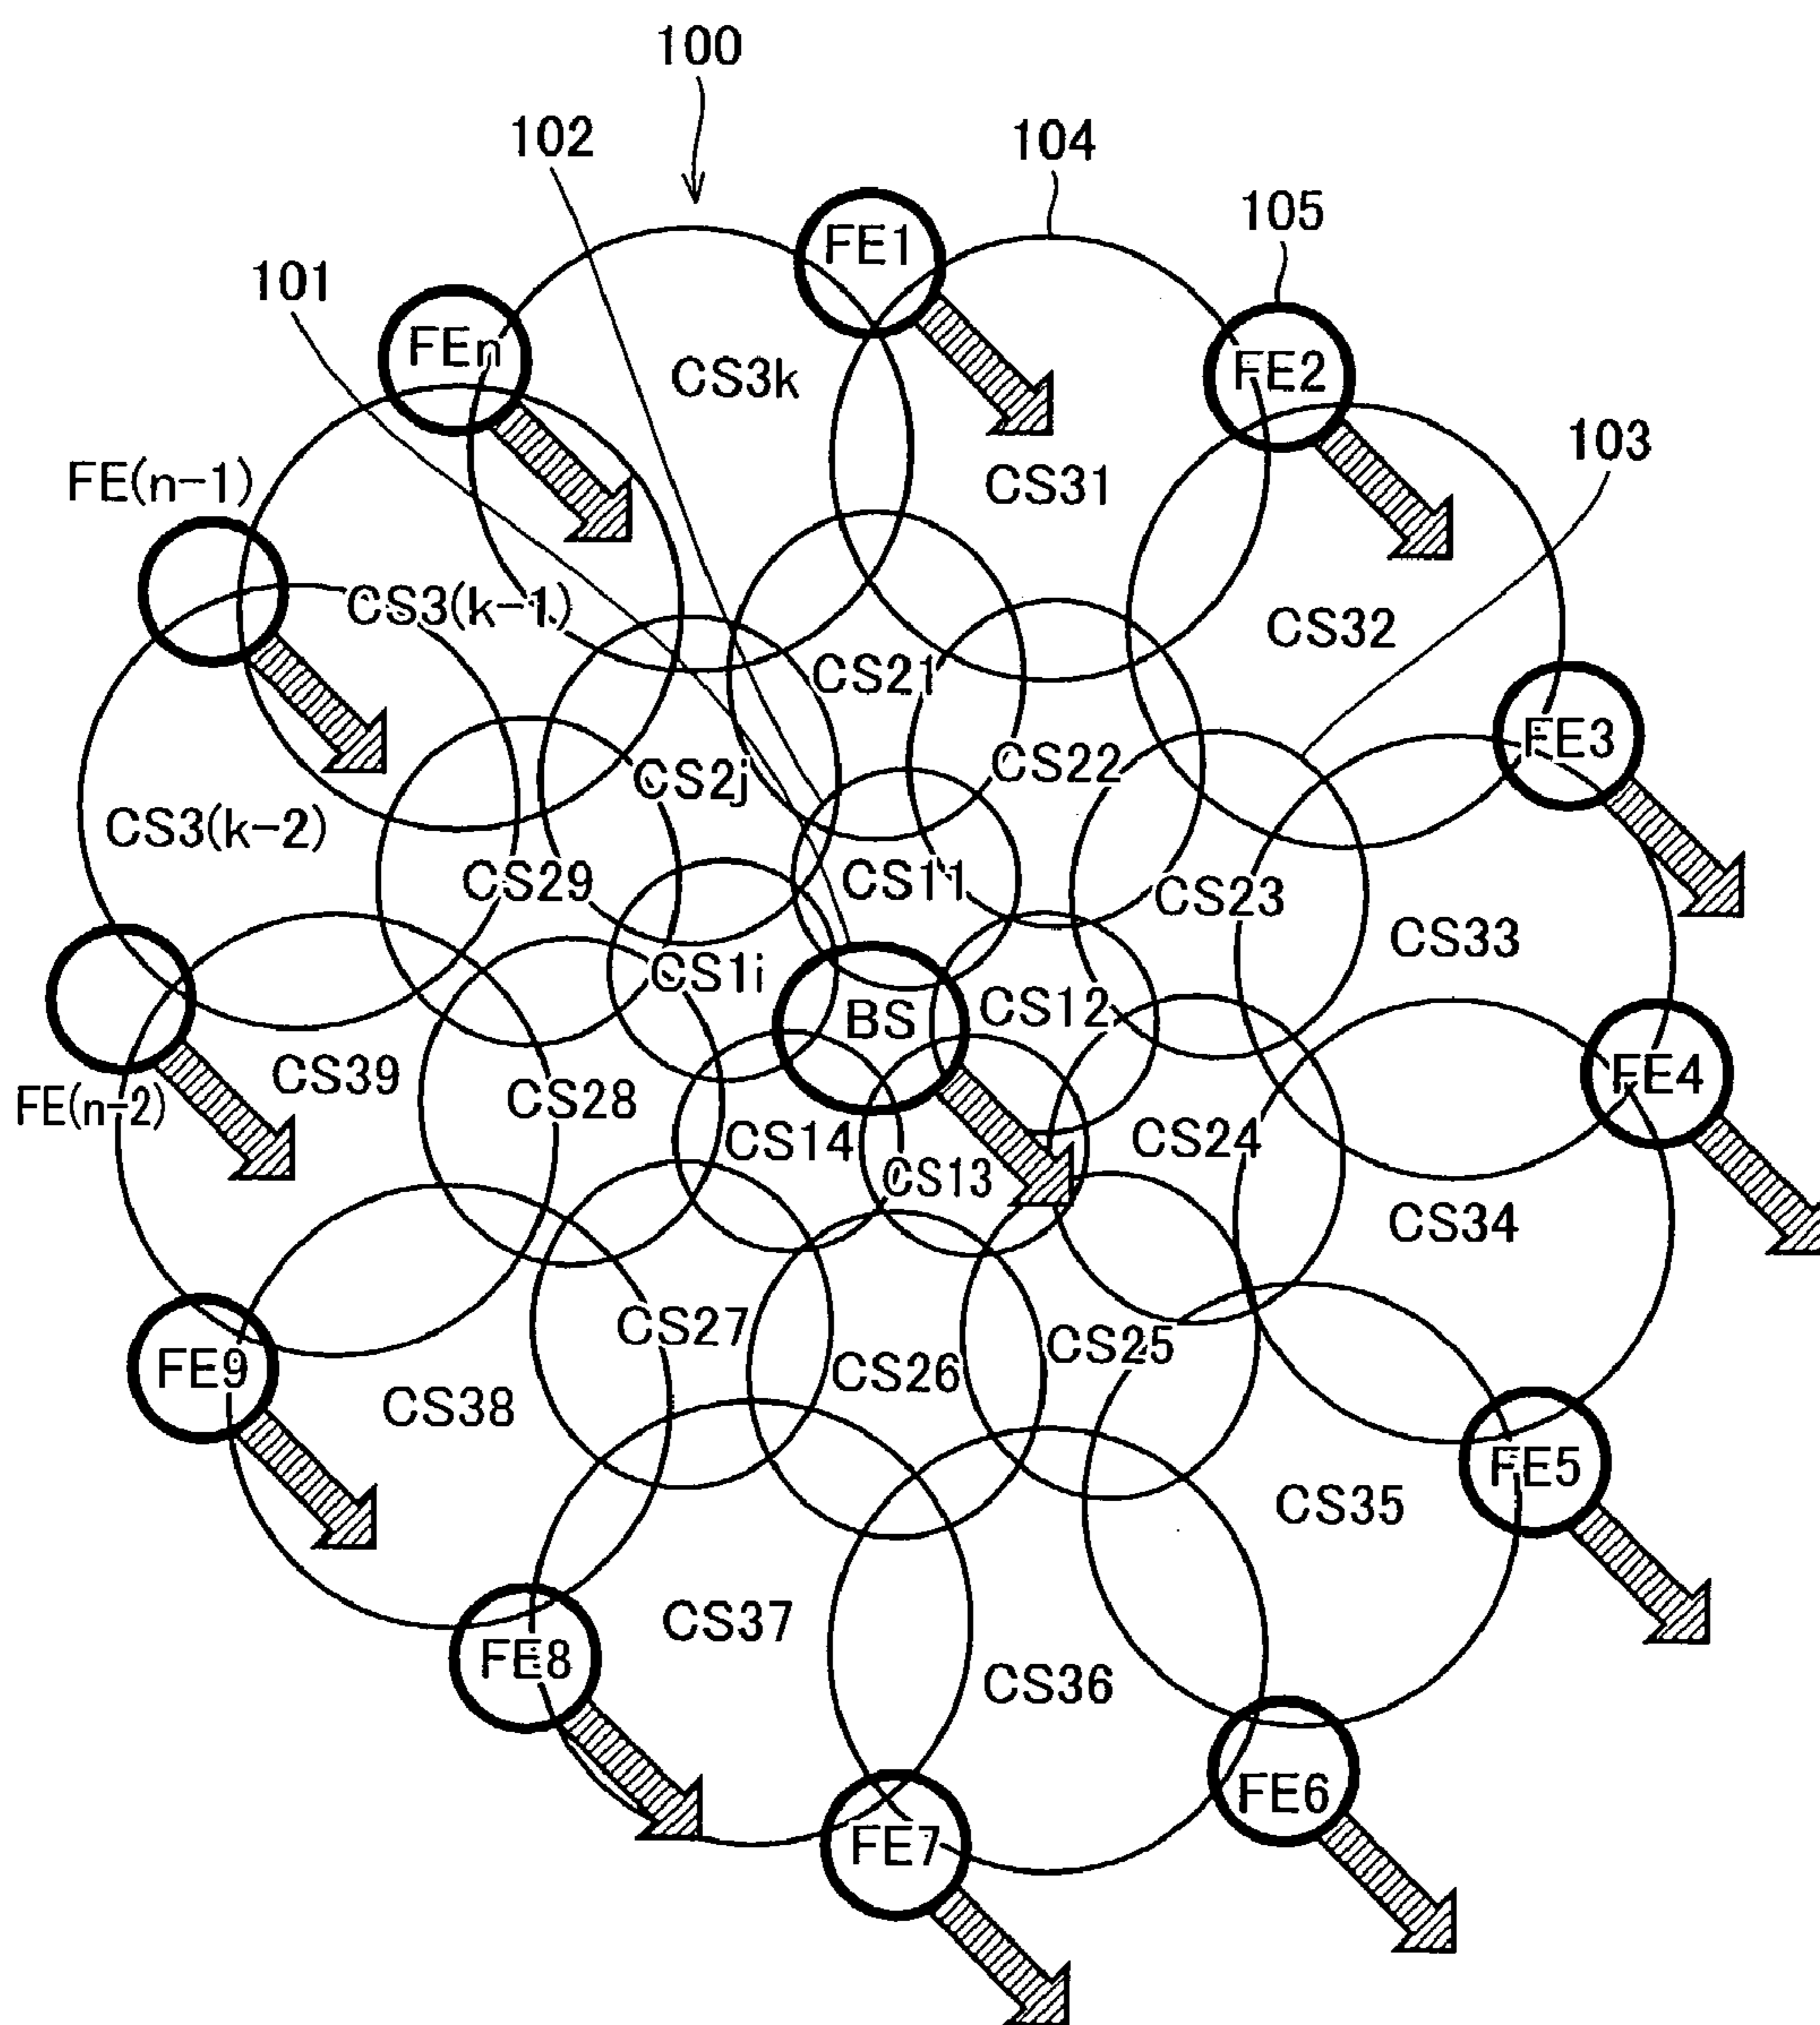 100
102
104
105
101
FE1
FEn
FE2
CS3k
103
FE(n-1)
CS31
CS3(k-1)
CS32
CS21
FE3
CS22
CS2j
CS3(k-2)
CS29
CS11
CS23
CS33
CS1i
BS
CS12
FE4
CS39
CS28
FE(n-2)
CS14
CS24
CS13
CS34
CS27
CS25
FE9
CS26
CS38
FE5
CS35
CS37
FE8
CS36
FE6
FE7